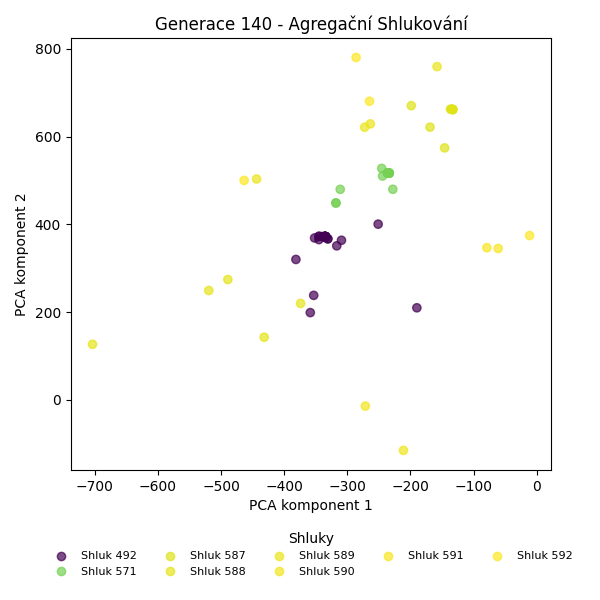 Generace 140 - Agregační Shlukování
PCA komponent 2
800
600
400
200
0
−700 −600 −500 −400 −300 −200 −100 0
PCA komponent 1
Shluky
Shluk 492 Shluk 587 Shluk 589 Shluk 591 Shluk 592
Shluk 571 Shluk 588 Shluk 590